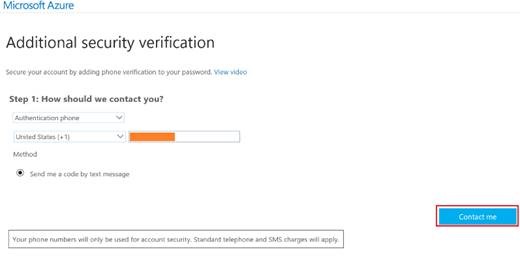 Microsoft Azure
Additional security verification
Secure your account by adding phone verification to your password. View video
Step 1: How should we contact you?
Authentication phone
United States (+1)
Method
Send me a code by text message
Contact me
Your phone numbers will only be used for account security. Standard telephone and SMS charges will apply.